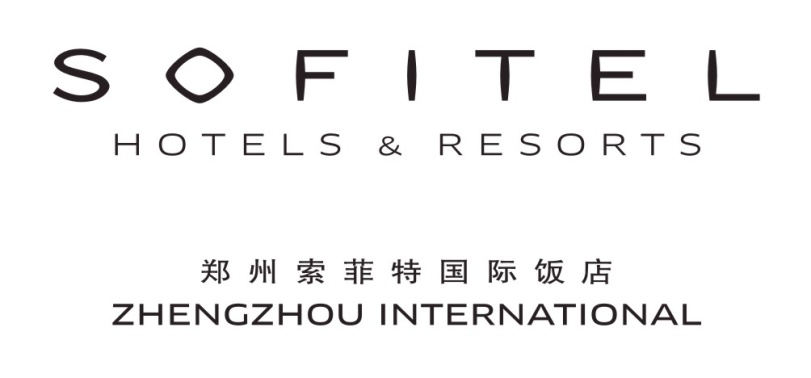 SOFITEL
HOTELS & RESORTS
郑州索菲特国际饭店
ZHENGZHOU INTERNATIONAL